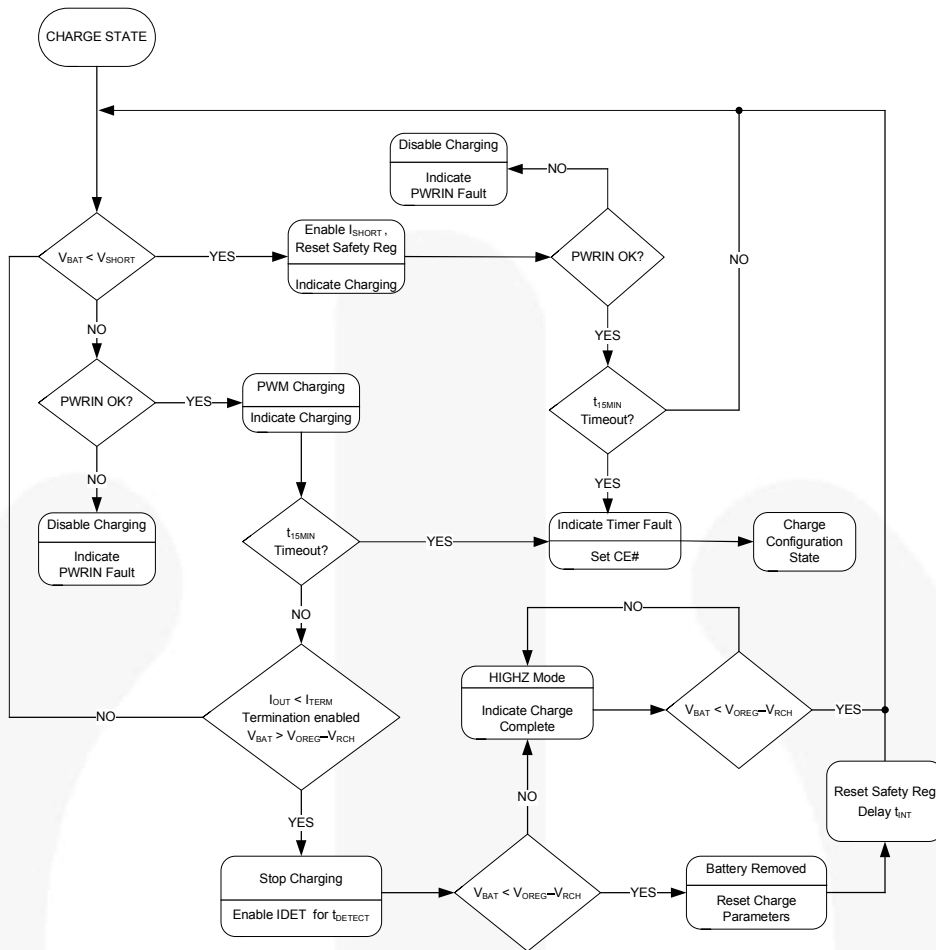 CHARGE STATE
NO
Disable Charging
Indicate
PWRIN Fault
NO
V_BAT < V_SHORT
YES
Enable I_SHORT ,
Reset Safety Reg
Indicate Charging
PWRIN OK?
NO
YES
NO
PWRIN OK?
YES
PWM Charging
Indicate Charging
t_15MIN
Timeout?
NO
YES
Disable Charging
Indicate
PWRIN Fault
t_15MIN
Timeout?
YES
Indicate Timer Fault
Set CE#
Charge
Configuration
State
NO
NO
I_OUT < I_TERM
Termination enabled
V_BAT > V_OREG–V_RCH
NO
HIGHZ Mode
Indicate Charge
Complete
V_BAT < V_OREG–V_RCH
YES
YES
NO
Reset Safety Reg
Delay t_INT
Stop Charging
Enable IDET for t_DETECT
V_BAT < V_OREG–V_RCH
YES
Battery Removed
Reset Charge
Parameters